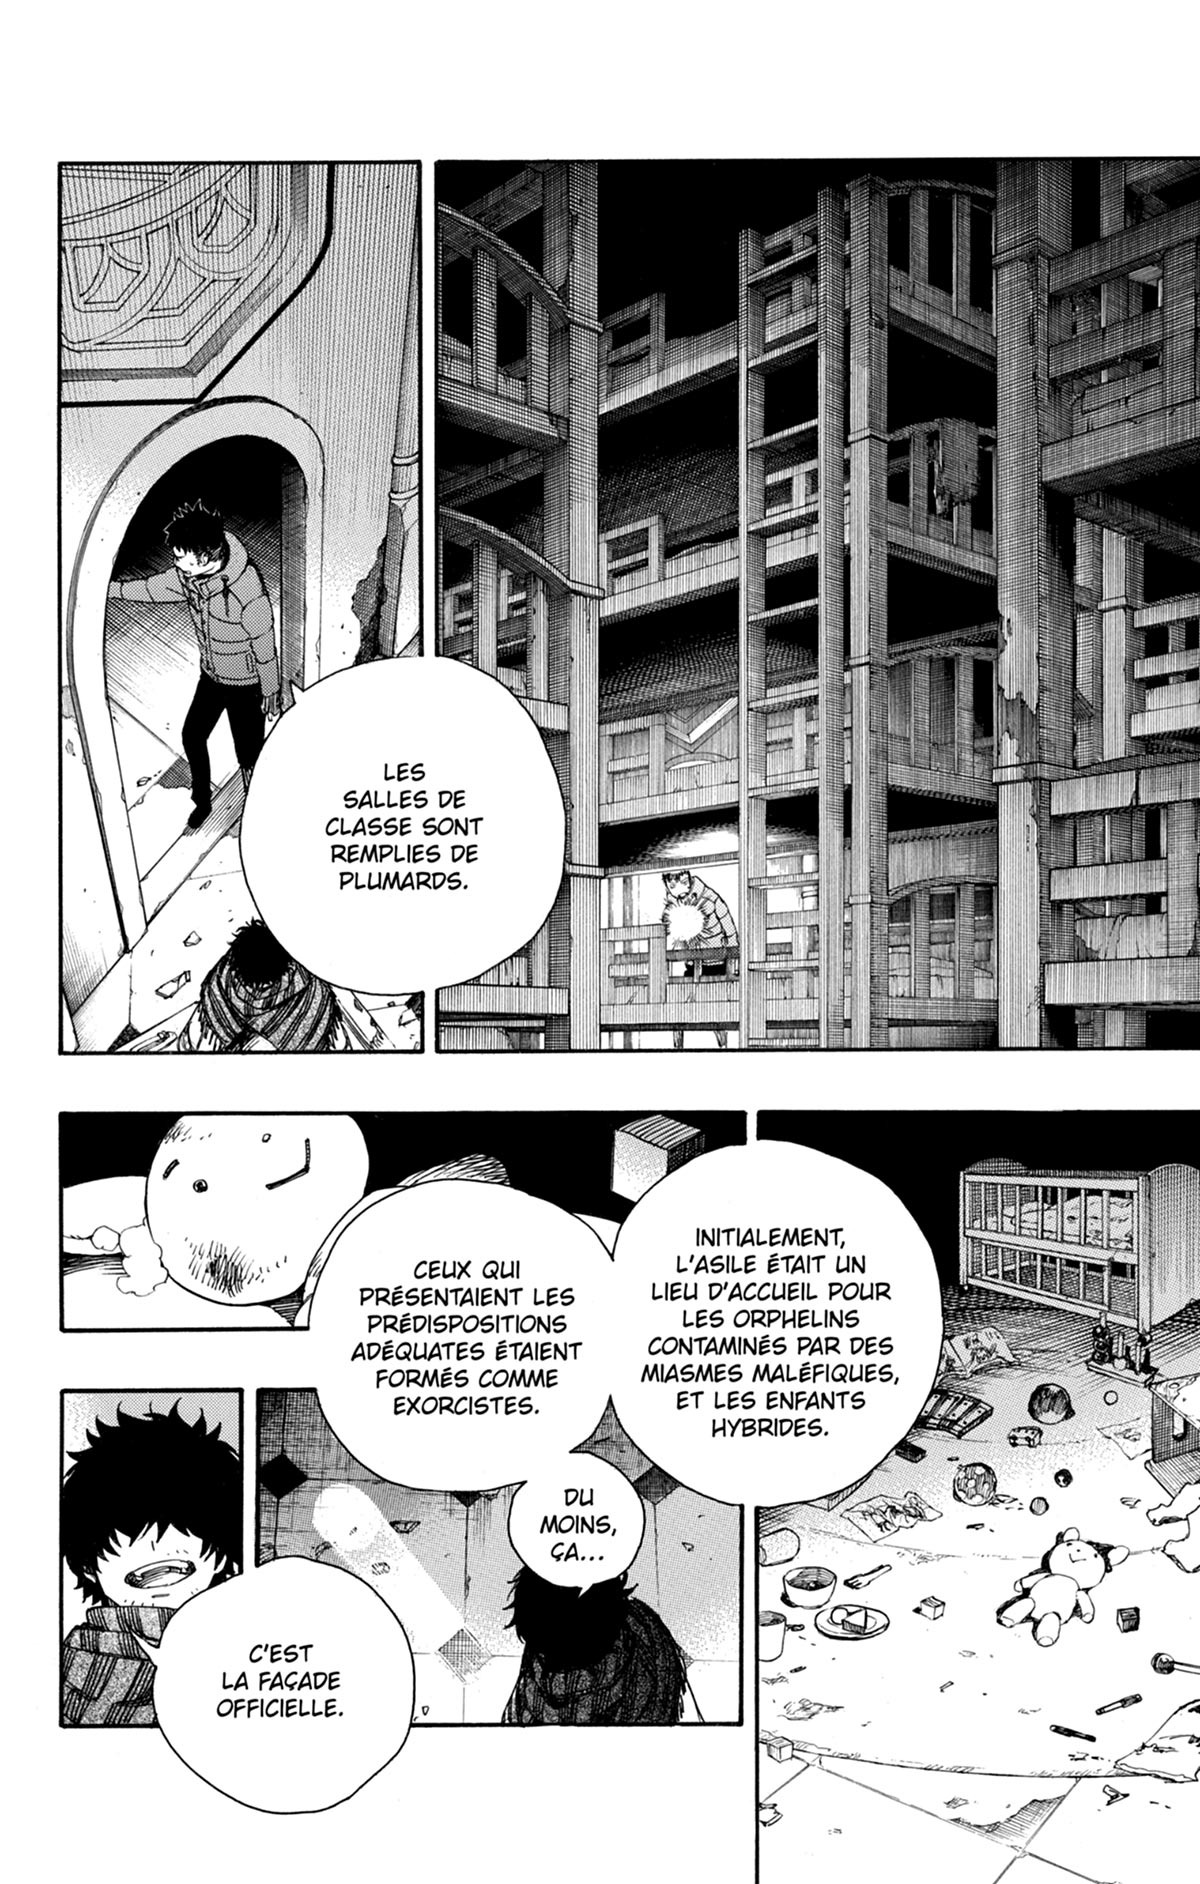 LES
SALLES DE
CLASSE SONT
REMPLIES DE
PLUMARDS.
INITIALEMENT,
L'ASILE ÉTAIT UN
LIEU D'ACCUEIL POUR
LES ORPHELINS
CONTAMINÉS PAR DES
MIASMES MALÉFIQUES,
ET LES ENFANTS
HYBRIDES.
CEUX QUI
PRÉSENTAIENT LES
PRÉDISPOSITIONS
ADÉQUATES ÉTAIENT
FORMÉS COMME
EXORCISTES.
DU
MOINS,
ÇA...
C'EST
LA FAÇADE
OFFICIELLE.